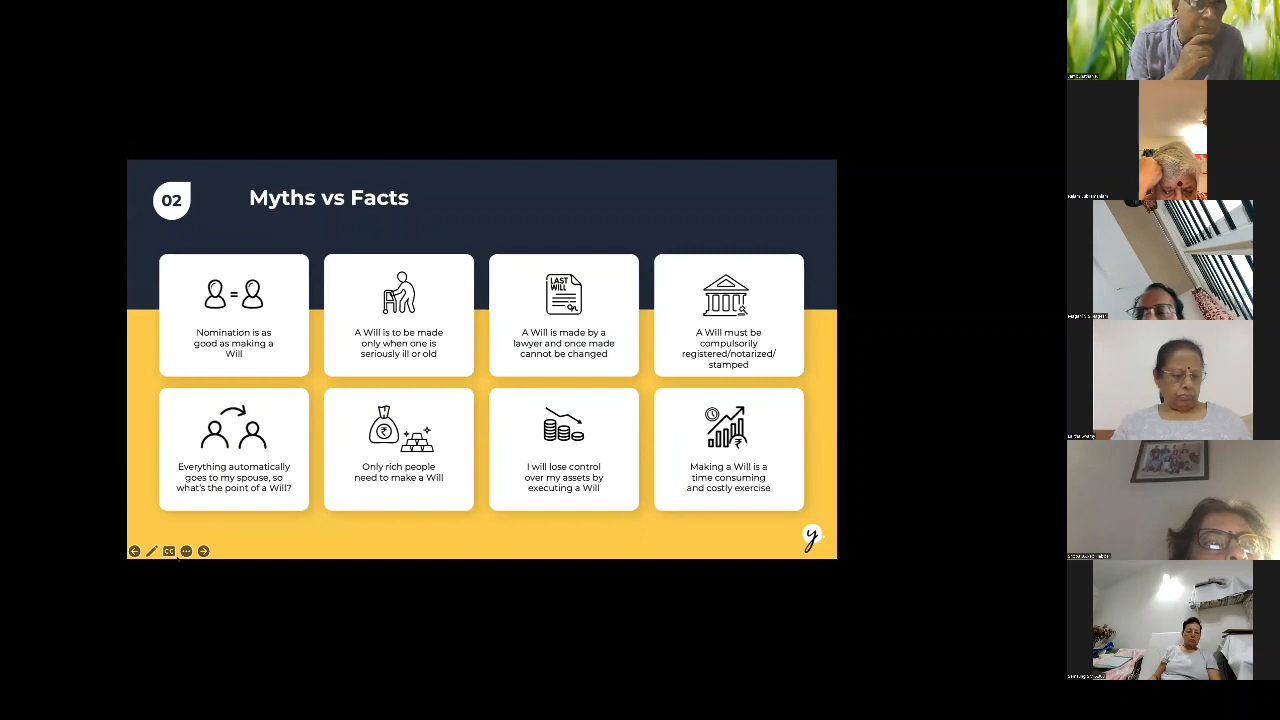 02
Myths vs Facts
Nomination is as
good as making a
Will
A Will is to be made
only when one is
seriously ill or old
LAST
WILL
A Will is made by a
lawyer and once made
cannot be changed
A Will must be
compulsorily
registered/notarized/
stamped
Everything automatically
goes to my spouse, so
what's the point of a Will?
₹
Only rich people
need to make a Will
I will lose control
over my assets by
executing a Will
₹
Making a Will is a
time consuming
and costly exercise
y
CC